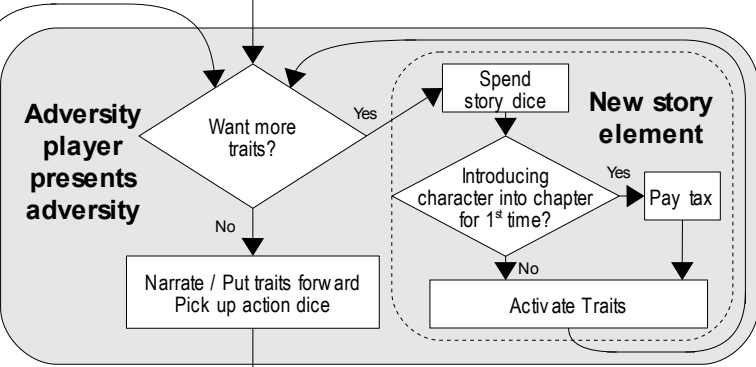 Adversity
player
presents
adversity
Want more
traits?
Yes
No
Narrate / Put traits forward
Pick up action dice
Spend
story dice
New story
element
Introducing
character into chapter
for 1st time?
Yes
Pay tax
No
Activate Traits